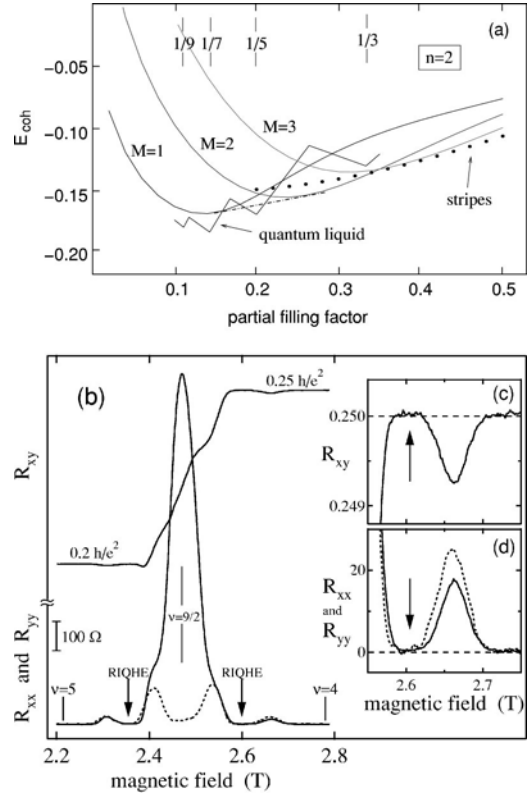 (a)
1/9 1/7 1/5 1/3
n=2
-0.05
-0.10
-0.15
-0.20
E_coh
M=1
M=2
M=3
stripes
quantum liquid
0.1 0.2 0.3 0.4 0.5
partial filling factor
(b)
0.25 h/e²
R_xy
0.2 h/e²
R_xx and R_yy
100 Ω
ν=9/2
RIQHE
RIQHE
ν=5
ν=4
2.2 2.4 2.6 2.8
magnetic field (T)
(c)
0.250
R_xy
0.249
(d)
20
R_xx
and
R_yy
0
2.6 2.7
magnetic field (T)